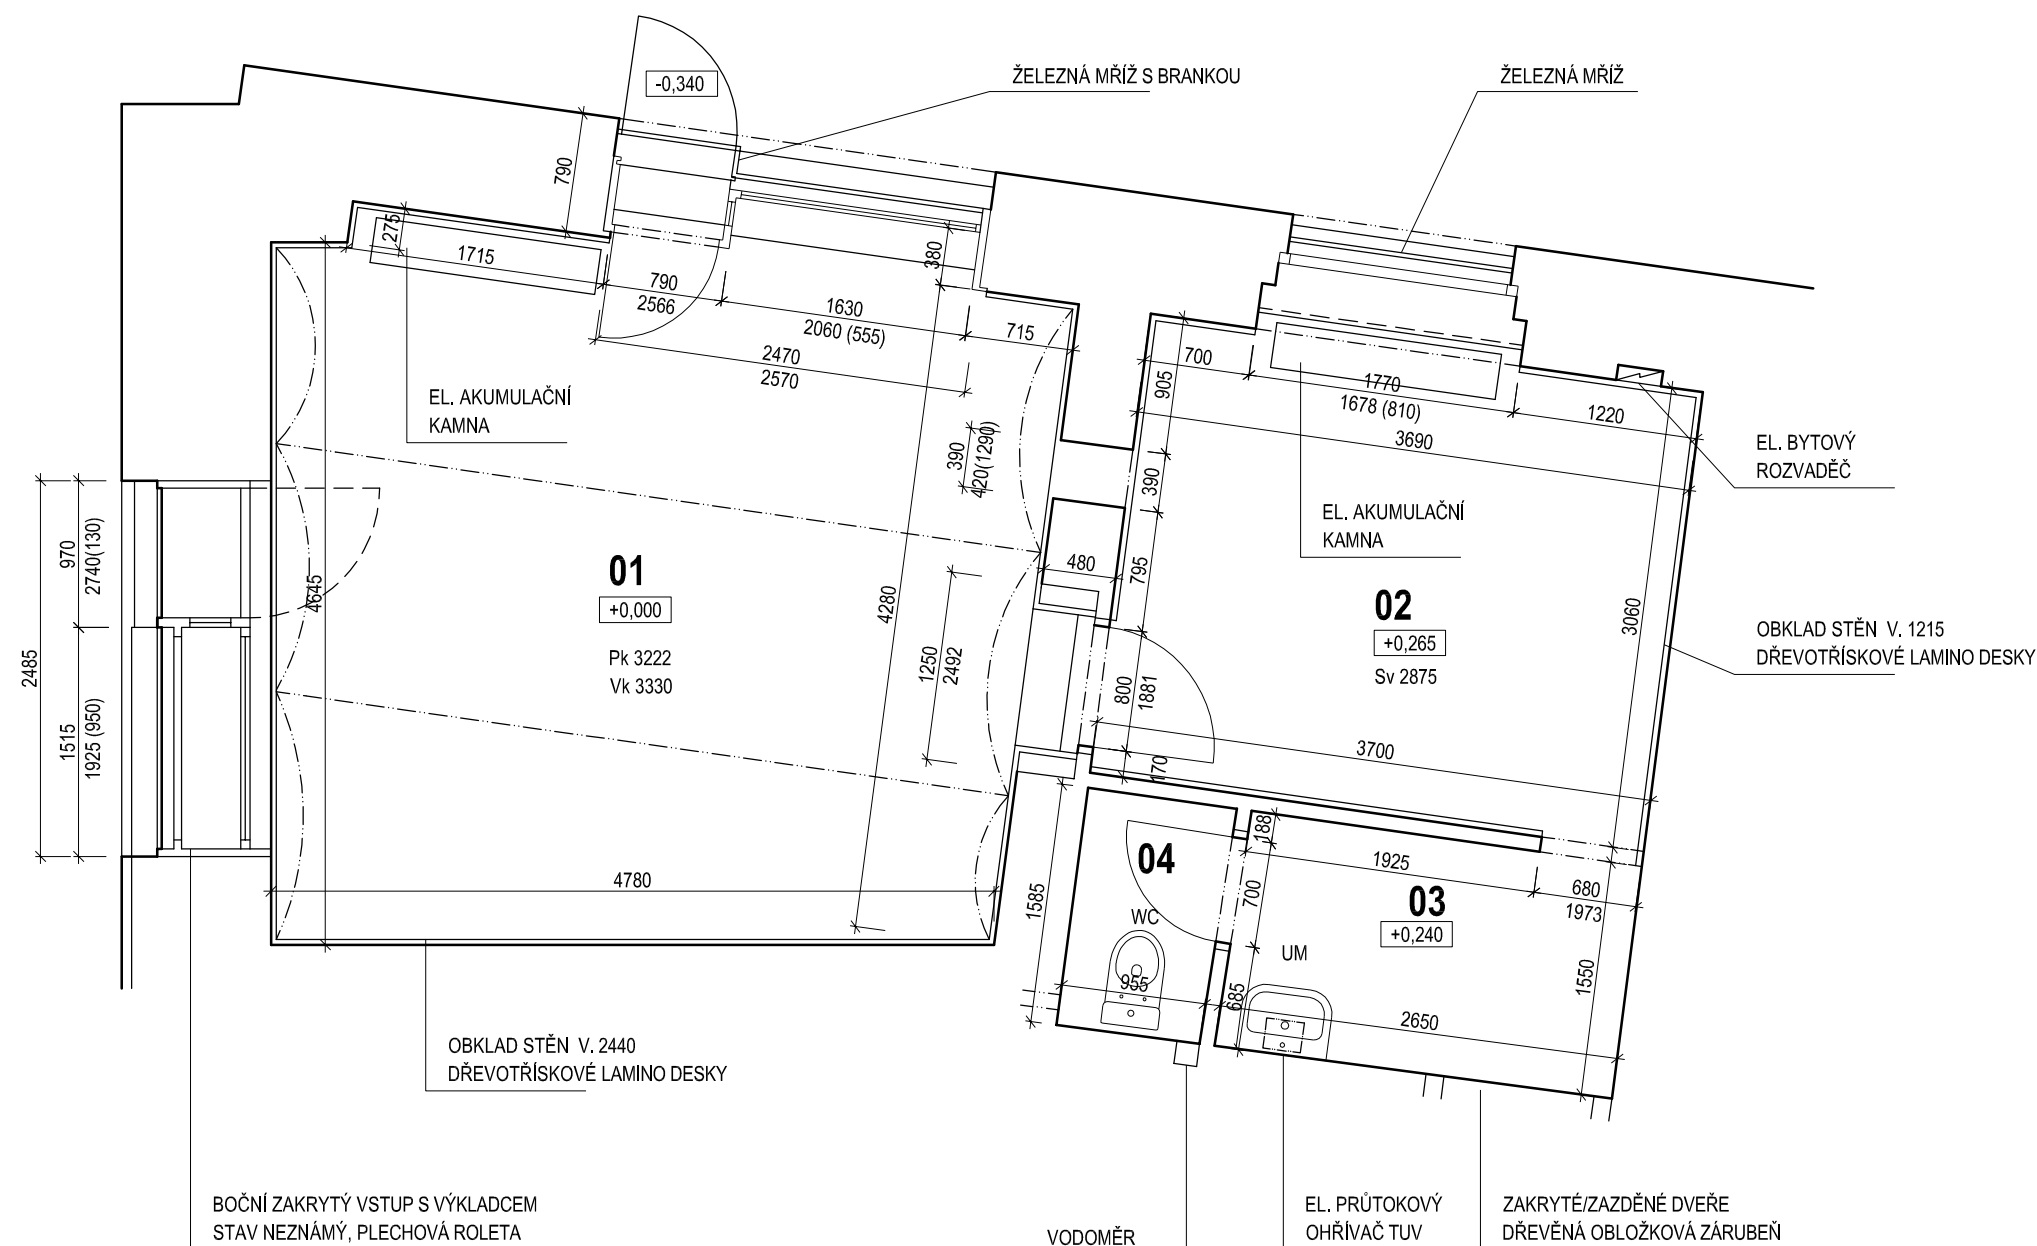 -0,340
ŽELEZNÁ MŘÍŽ S BRANKOU
ŽELEZNÁ MŘÍŽ
790
275
1715
790
2566
380
1630
2060 (555)
715
2470
2570
EL. AKUMULAČNÍ
KAMNA
700
905
1770
1678 (810)
1220
3690
EL. BYTOVÝ
ROZVADĚČ
390
420(1290)
390
EL. AKUMULAČNÍ
KAMNA
970
2740(130)
2485
1515
1925 (950)
4645
01
+0,000
Pk 3222
Vk 3330
4280
480
795
1250
2492
02
+0,265
Sv 2875
3060
OBKLAD STĚN V. 1215
DŘEVOTŘÍSKOVÉ LAMINO DESKY
800
1881
3700
170
4780
1585
04
WC
955
188
700
1925
680
1973
03
+0,240
UM
685
2650
1550
OBKLAD STĚN V. 2440
DŘEVOTŘÍSKOVÉ LAMINO DESKY
BOČNÍ ZAKRYTÝ VSTUP S VÝKLADCEM
STAV NEZNÁMÝ, PLECHOVÁ ROLETA
VODOMĚR
EL. PRŮTOKOVÝ
OHŘÍVAČ TUV
ZAKRYTÉ/ZAZDĚNÉ DVEŘE
DŘEVĚNÁ OBLOŽKOVÁ ZÁRUBEŇ